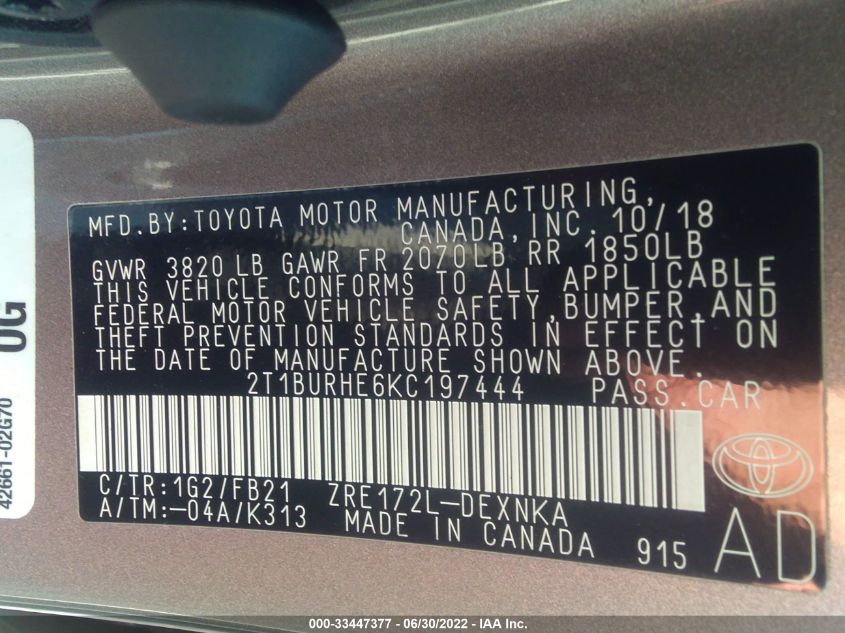 MFD.BY:TOYOTA MOTOR MANUFACTURING,
CANADA,INC. 10/18
GVWR 3820 LB GAWR FR 2070LB RR 1850LB
THIS VEHICLE CONFORMS TO ALL APPLICABLE
FEDERAL MOTOR VEHICLE SAFETY,BUMPER,AND
THEFT PREVENTION STANDARDS IN EFFECT ON
THE DATE OF MANUFACTURE SHOWN ABOVE.
2T1BURHE6KC197444 PASS.CAR
C/TR:1G2/FB21 ZRE172L-DEXNKA
A/TM:-04A/K313 MADE IN CANADA 915 AD
0G
42661-02G70
000-33447377 - 06/30/2022 - IAA Inc.